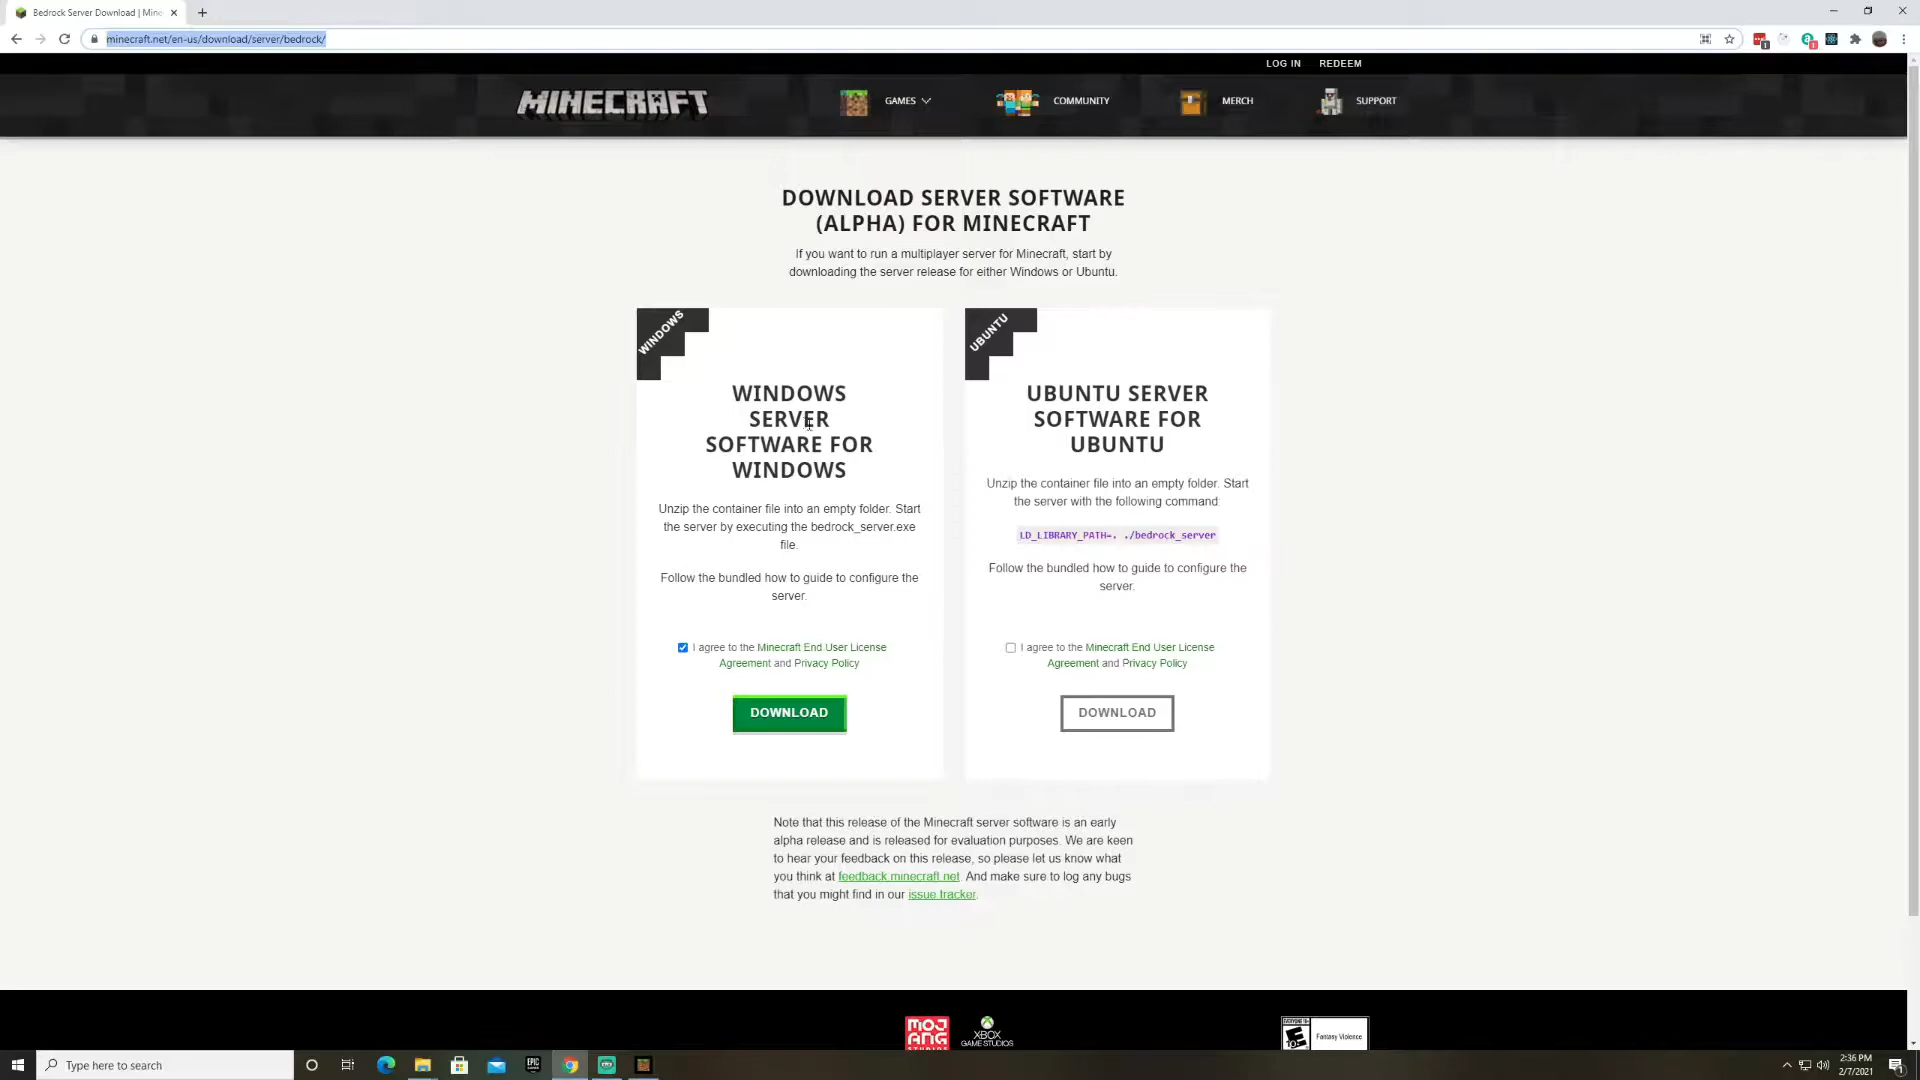 Bedrock Server Download | Mine
minecraft.net/en-us/download/server/bedrock/
LOG IN REDEEM
MINECRAFT GAMES COMMUNITY MERCH SUPPORT
DOWNLOAD SERVER SOFTWARE
(ALPHA) FOR MINECRAFT
If you want to run a multiplayer server for Minecraft, start by
downloading the server release for either Windows or Ubuntu.
WINDOWS
WINDOWS
SERVER
SOFTWARE FOR
WINDOWS
Unzip the container file into an empty folder. Start
the server by executing the bedrock_server.exe
file.
Follow the bundled how to guide to configure the
server.
I agree to the Minecraft End User License
Agreement and Privacy Policy
DOWNLOAD
UBUNTU
UBUNTU SERVER
SOFTWARE FOR
UBUNTU
Unzip the container file into an empty folder. Start
the server with the following command:
LD_LIBRARY_PATH=. ./bedrock_server
Follow the bundled how to guide to configure the
server.
I agree to the Minecraft End User License
Agreement and Privacy Policy
DOWNLOAD
Note that this release of the Minecraft server software is an early
alpha release and is released for evaluation purposes. We are keen
to hear your feedback on this release, so please let us know what
you think at feedback.minecraft.net. And make sure to log any bugs
that you might find in our issue tracker.
MOJANG
STUDIOS
XBOX
GAME STUDIOS
EVERYONE 10+
E
Fantasy Violence
Type here to search
EPIC
2:36 PM
2/7/2021